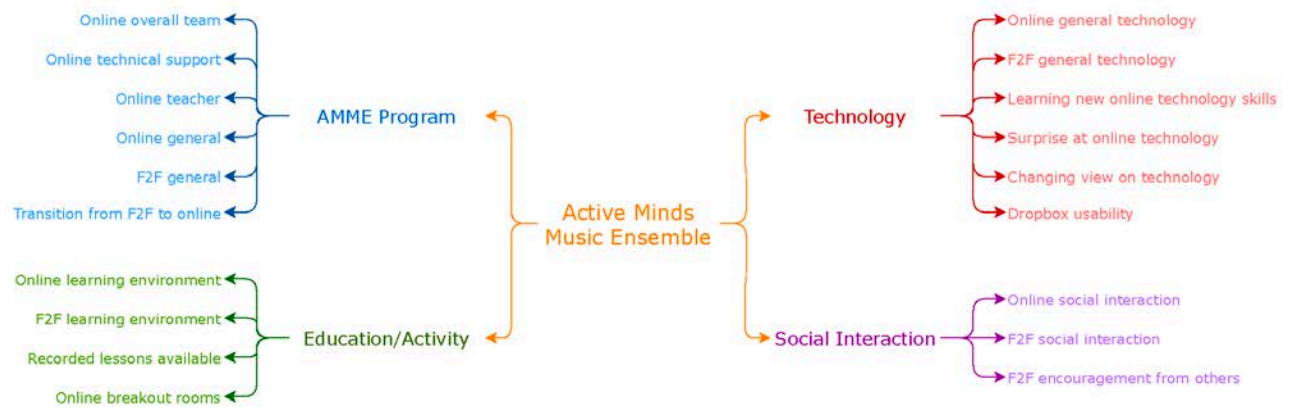 Online overall team
Online technical support
Online teacher
Online general
F2F general
Transition from F2F to online
AMME Program
Online learning environment
F2F learning environment
Recorded lessons available
Online breakout rooms
Education/Activity
Active Minds
Music Ensemble
Technology
Online general technology
F2F general technology
Learning new online technology skills
Surprise at online technology
Changing view on technology
Dropbox usability
Social Interaction
Online social interaction
F2F social interaction
F2F encouragement from others